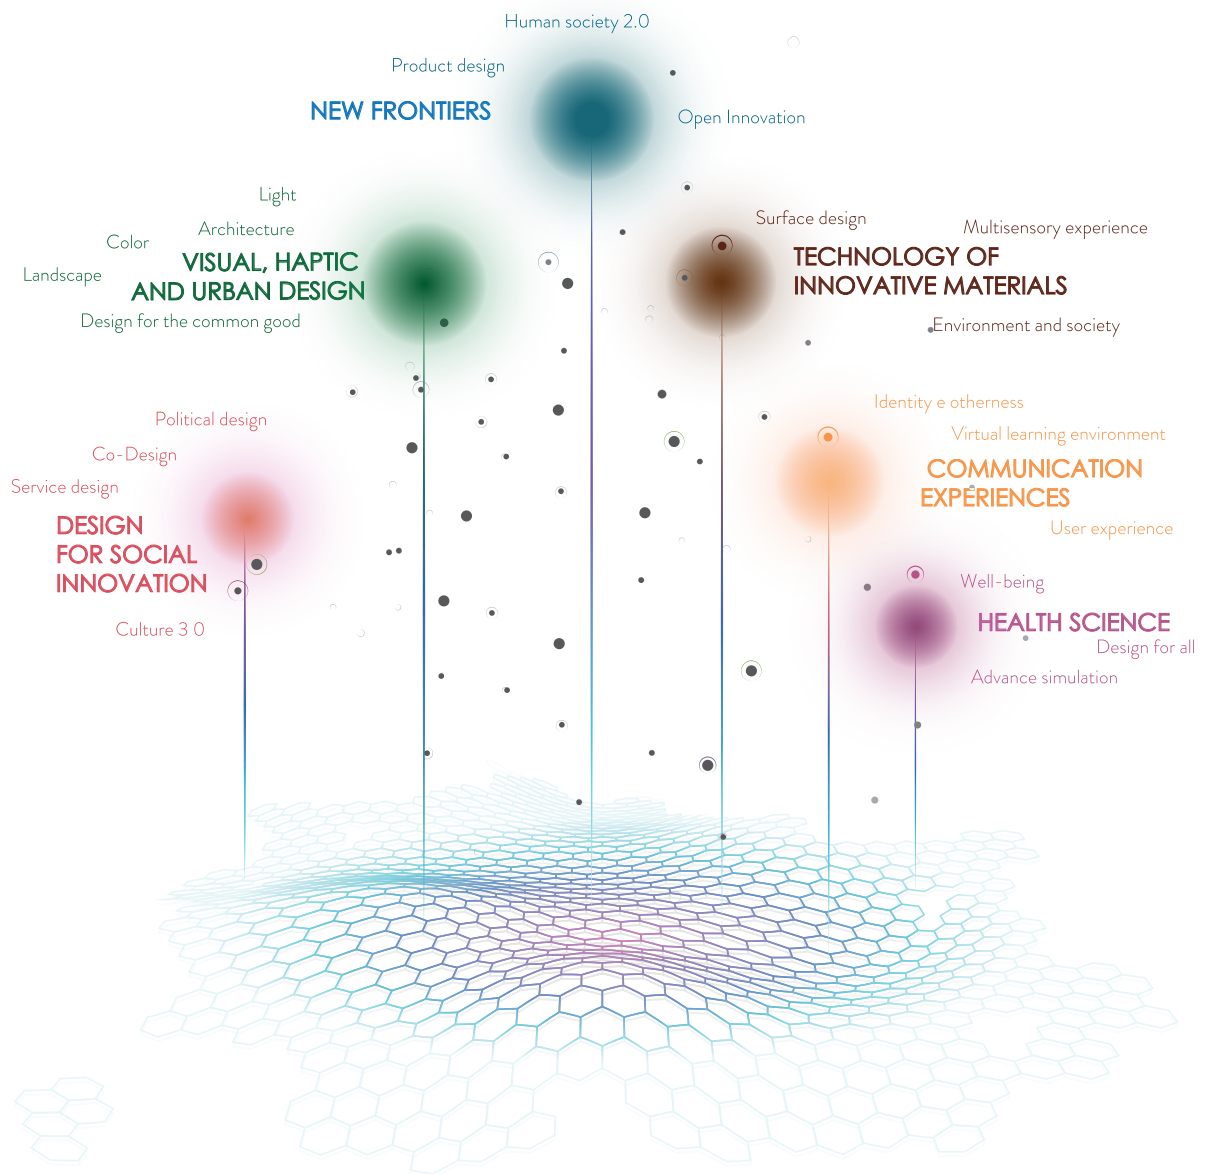 Human society 2.0
Product design
NEW FRONTIERS
Open Innovation
Light
Architecture
Color
VISUAL, HAPTIC
AND URBAN DESIGN
Landscape
Design for the common good
Surface design
Multisensory experience
TECHNOLOGY OF
INNOVATIVE MATERIALS
Environment and society
Political design
Co-Design
Service design
DESIGN
FOR SOCIAL
INNOVATION
Culture 3 0
Identity e otherness
Virtual learning environment
COMMUNICATION
EXPERIENCES
User experience
Well-being
HEALTH SCIENCE
Design for all
Advance simulation